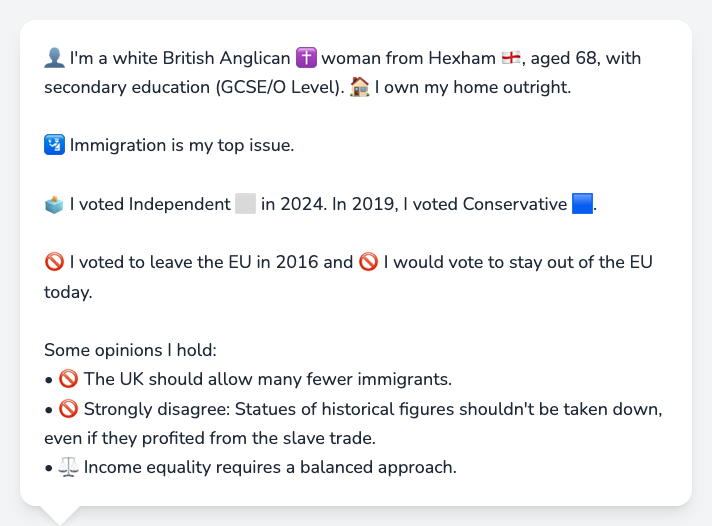 👤 I'm a white British Anglican ✝️ woman from Hexham 🏴󠁧󠁢󠁥󠁮󠁧󠁿, aged 68, with
secondary education (GCSE/O Level). 🏠 I own my home outright.
🛂 Immigration is my top issue.
🗳️ I voted Independent ⬜ in 2024. In 2019, I voted Conservative 🟦.
🚫 I voted to leave the EU in 2016 and 🚫 I would vote to stay out of the EU
today.
Some opinions I hold:
• 🚫 The UK should allow many fewer immigrants.
• 🚫 Strongly disagree: Statues of historical figures shouldn't be taken down,
even if they profited from the slave trade.
• ⚖️ Income equality requires a balanced approach.